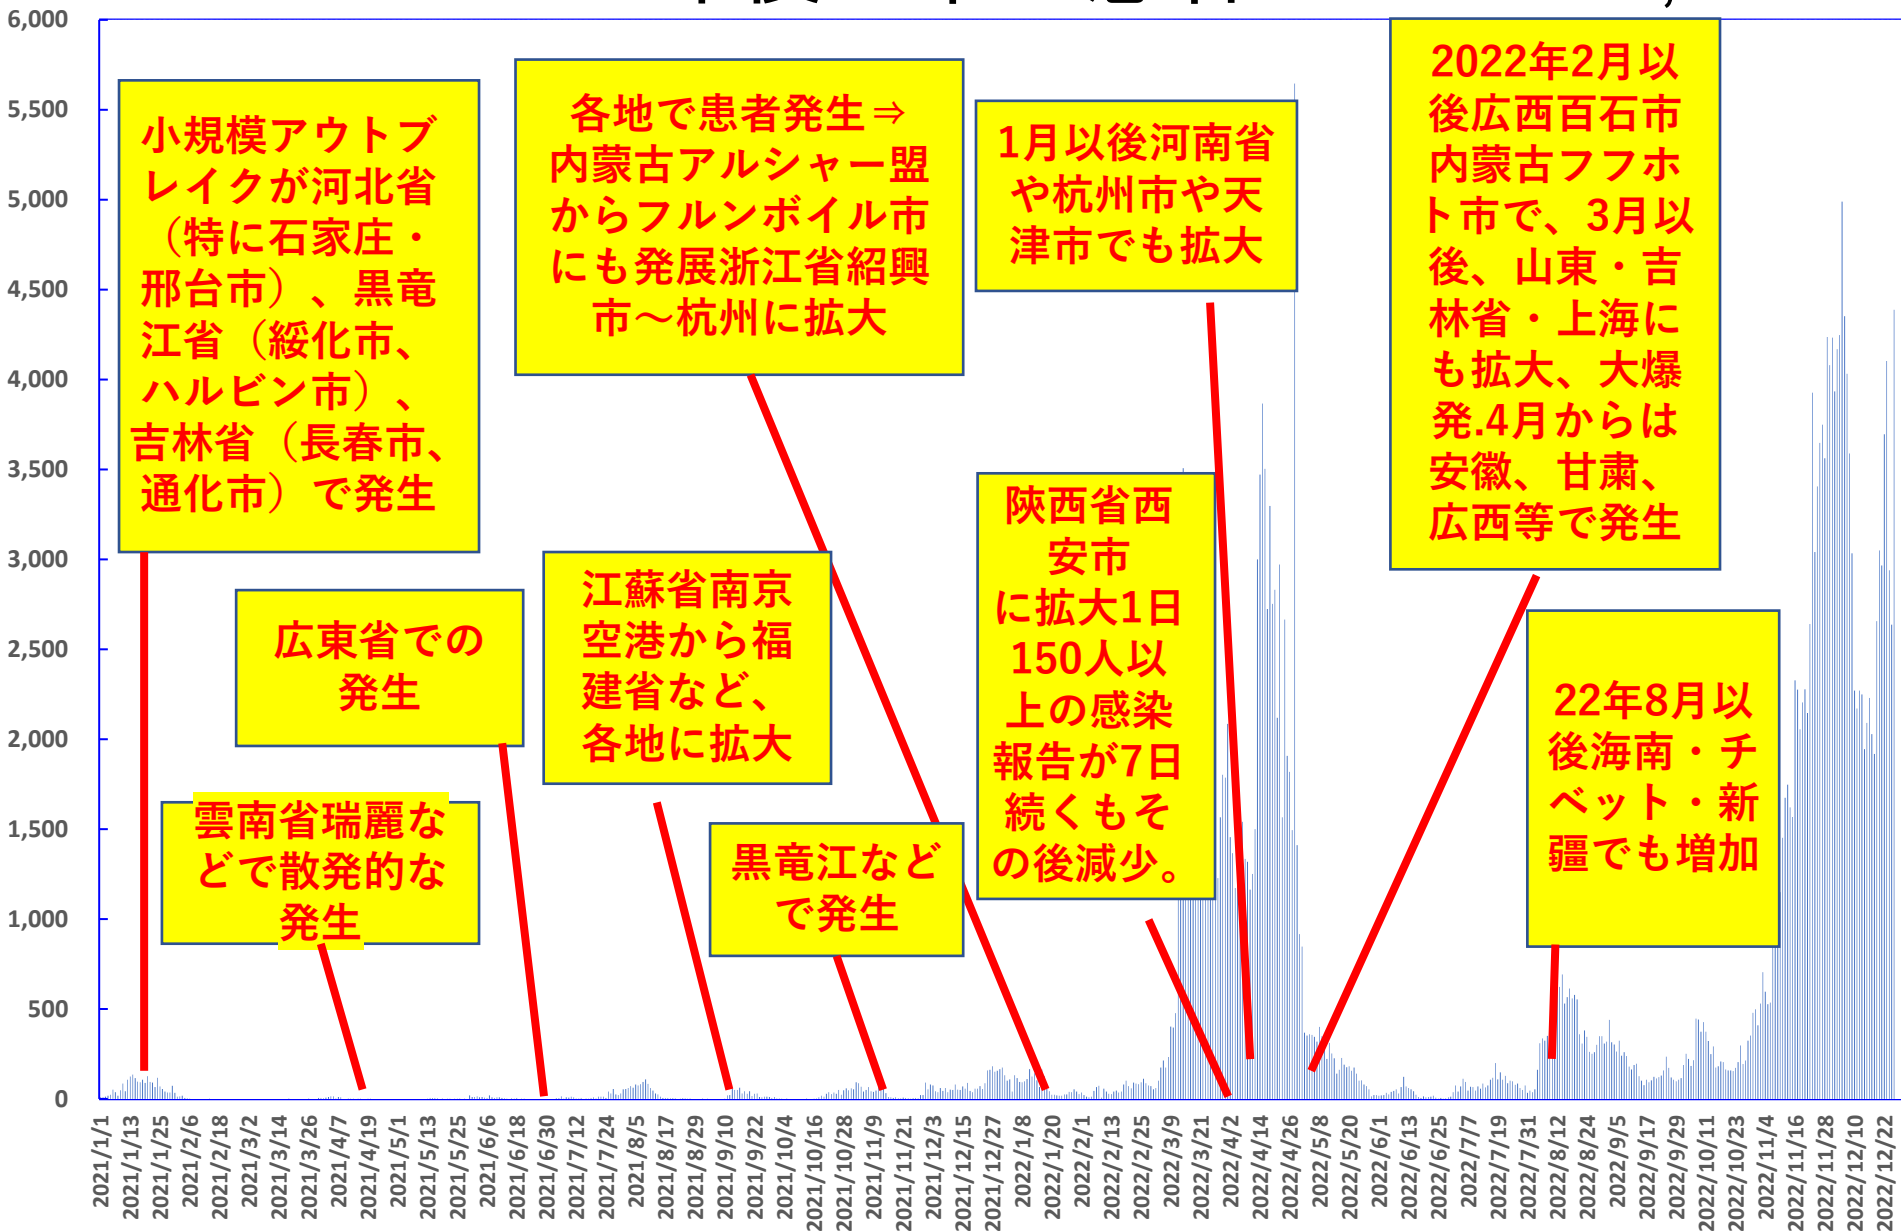 6,000
5,500
5,000
4,500
4,000
3,500
3,000
2,500
2,000
1,500
1,000
500
0
小規模アウトブ
レイクが河北省
（特に石家庄・
邢台市）、黒竜
江省（綏化市、
ハルビン市）、
吉林省（長春市、
通化市）で発生
各地で患者発生⇒
内蒙古アルシャー盟
からフルンボイル市
にも発展浙江省紹興
市～杭州に拡大
1月以後河南省
や杭州市や天
津市でも拡大
2022年2月以
後広西百石市
内蒙古フフホ
ト市で、3月以
後、山東・吉
林省・上海に
も拡大、大爆
発.4月からは
安徽、甘粛、
広西等で発生
広東省での
発生
江蘇省南京
空港から福
建省など、
各地に拡大
陝西省西
安市
に拡大1日
150人以
上の感染
報告が7日
続くもそ
の後減少。
22年8月以
後海南・チ
ベット・新
疆でも増加
雲南省瑞麗な
どで散発的な
発生
黒竜江など
で発生
2021/1/1
2021/1/13
2021/1/25
2021/2/6
2021/2/18
2021/3/2
2021/3/14
2021/3/26
2021/4/7
2021/4/19
2021/5/1
2021/5/13
2021/5/25
2021/6/6
2021/6/18
2021/6/30
2021/7/12
2021/7/24
2021/8/5
2021/8/17
2021/8/29
2021/9/10
2021/9/22
2021/10/4
2021/10/16
2021/10/28
2021/11/9
2021/11/21
2021/12/3
2021/12/15
2021/12/27
2022/1/8
2022/1/20
2022/2/1
2022/2/13
2022/2/25
2022/3/9
2022/3/21
2022/4/2
2022/4/14
2022/4/26
2022/5/8
2022/5/20
2022/6/1
2022/6/13
2022/6/25
2022/7/7
2022/7/19
2022/7/31
2022/8/12
2022/8/24
2022/9/5
2022/9/17
2022/9/29
2022/10/11
2022/10/23
2022/11/4
2022/11/16
2022/11/28
2022/12/10
2022/12/22